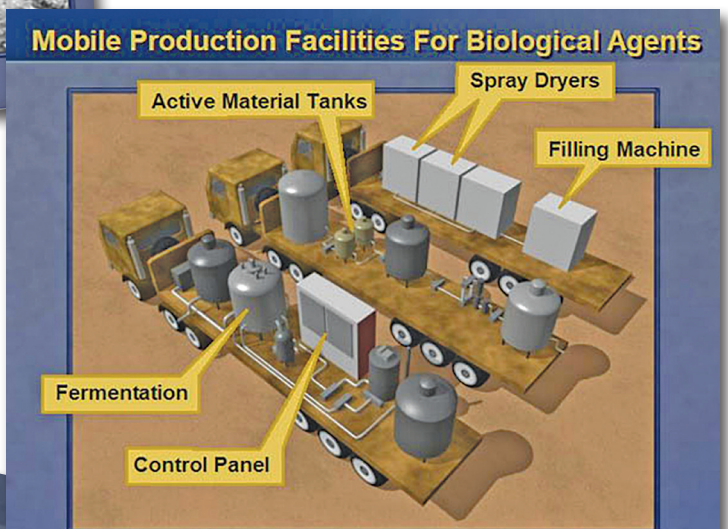 Mobile Production Facilities For Biological Agents
Spray Dryers
Active Material Tanks
Filling Machine
Fermentation
Control Panel